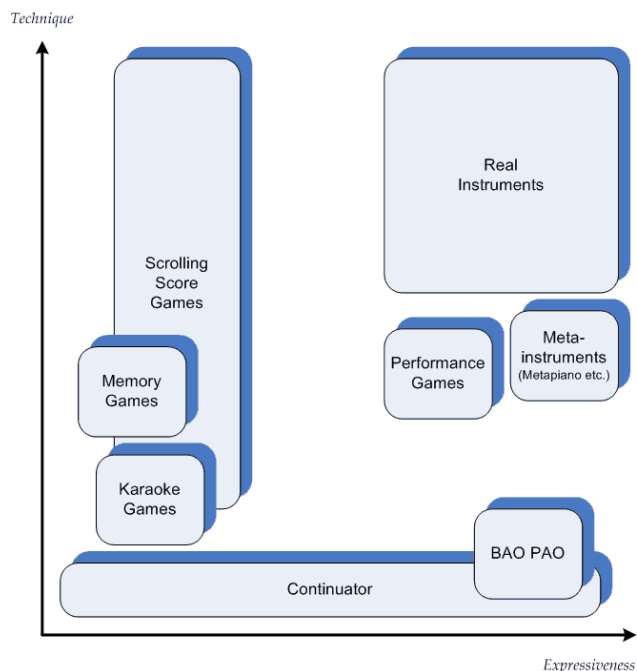 Technique
Real
Instruments
Scrolling
Score
Games
Meta-
instruments
(Metapiano etc.)
Performance
Games
Memory
Games
Karaoke
Games
BAO PAO
Continuator
Expressiveness